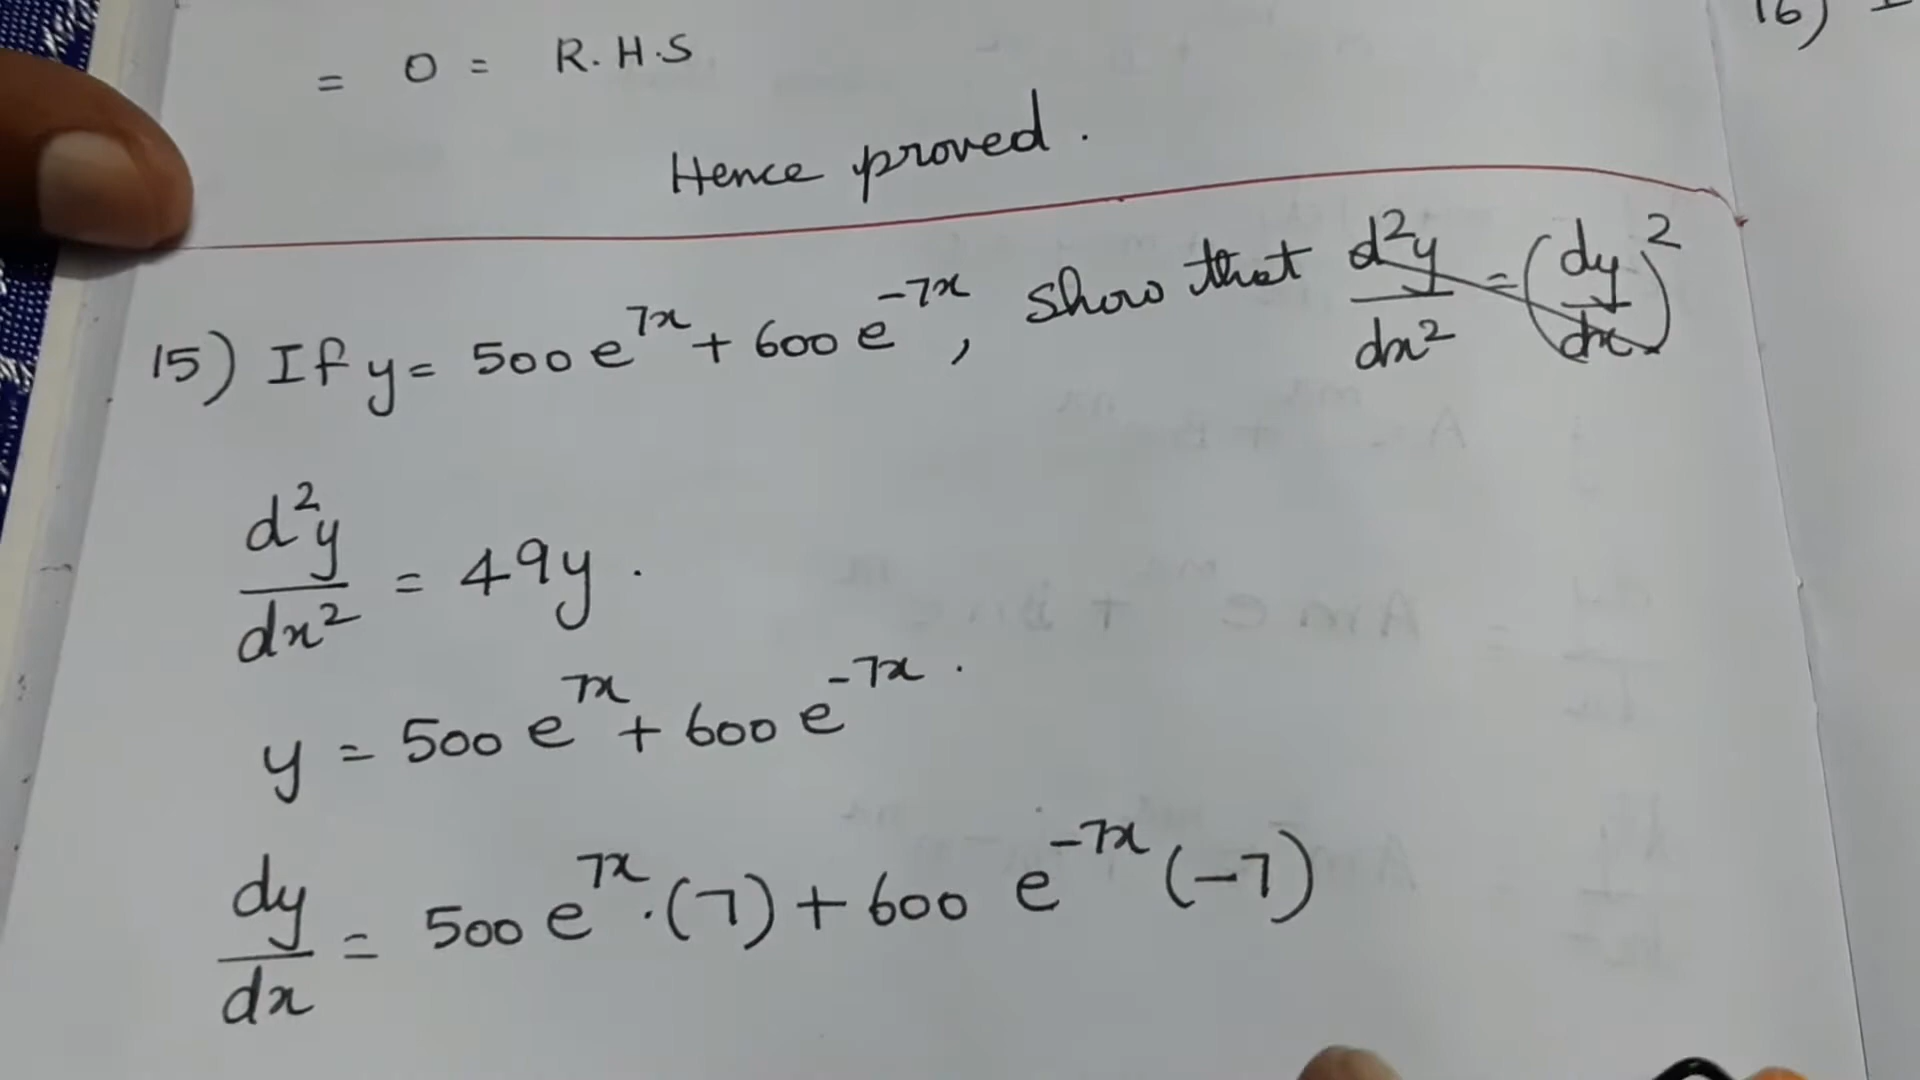 16)
= 0 = R.H.S
Hence proved.
15) If y = 500 e^{7x} + 600 e^{-7x}, show that d²y/dx² = (dy/dx)²
d²y/dx² = 49y.
y = 500 e^{7x} + 600 e^{-7x}.
dy/dx = 500 e^{7x}.(7) + 600 e^{-7x} (-7)